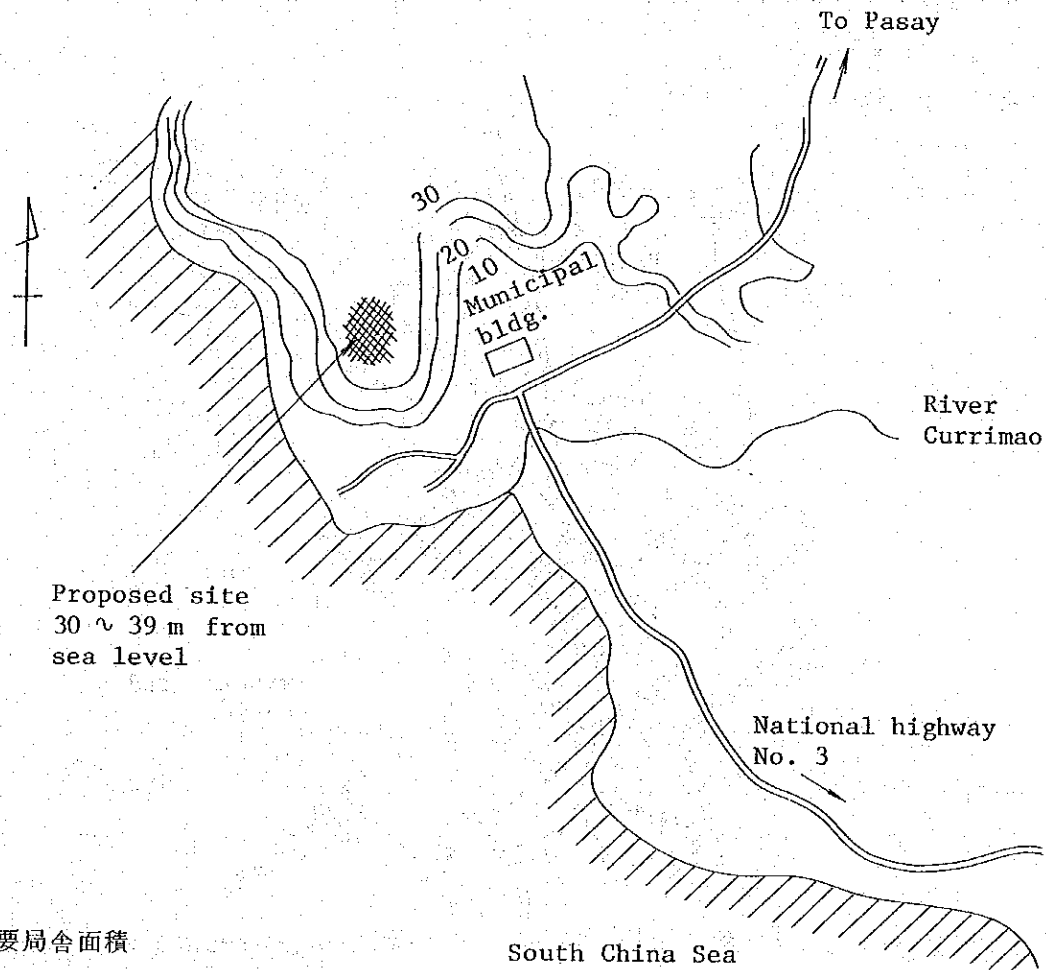 To Pasay
30
20
10
Municipal
bldg.
River
Currimao
Proposed site
30 ~ 39 m from
sea level
National highway
No. 3
要局舎面積
South China Sea